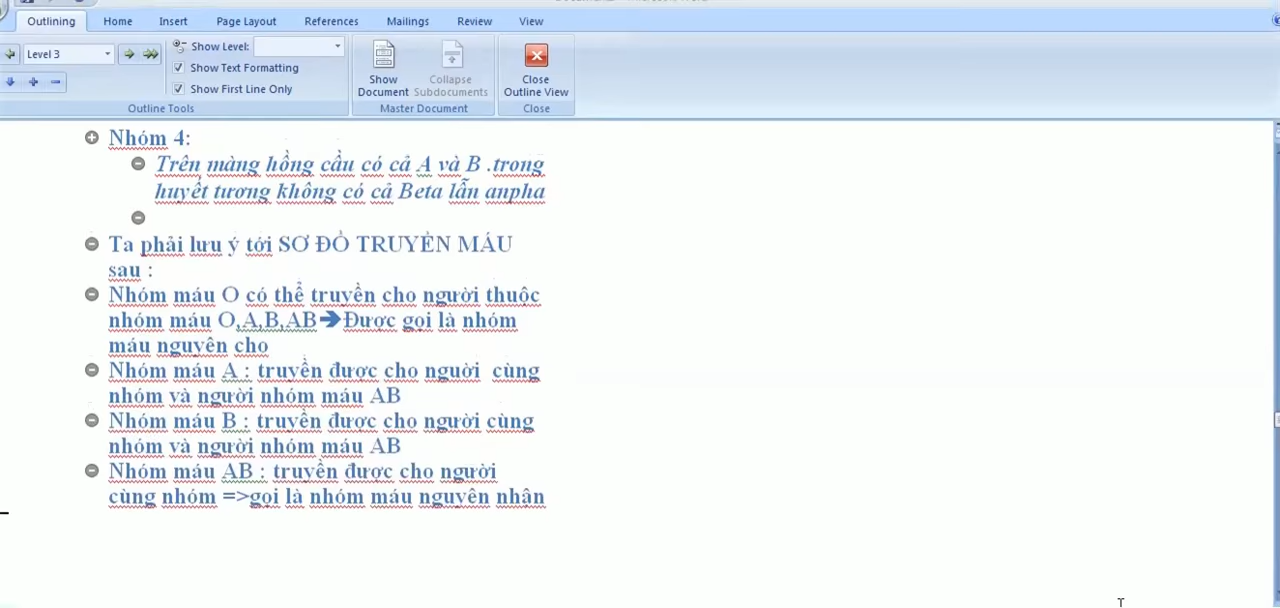 Outlining Home Insert Page Layout References Mailings Review View
Level 3
Show Level:
Show Text Formatting
Show First Line Only
Show Document
Collapse Subdocuments
Close Outline View
Outline Tools
Master Document
Close
Nhóm 4:
Trên màng hồng cầu có cả A và B .trong
huyết tương không có cả Beta lẫn anpha
Ta phải lưu ý tới SƠ ĐỒ TRUYỀN MÁU
sau :
Nhóm máu O có thể truyền cho người thuộc
nhóm máu O,A,B,AB➔Được gọi là nhóm
máu nguyên cho
Nhóm máu A : truyền được cho nguời cùng
nhóm và người nhóm máu AB
Nhóm máu B : truyền được cho người cùng
nhóm và người nhóm máu AB
Nhóm máu AB : truyền được cho người
cùng nhóm =>gọi là nhóm máu nguyên nhận